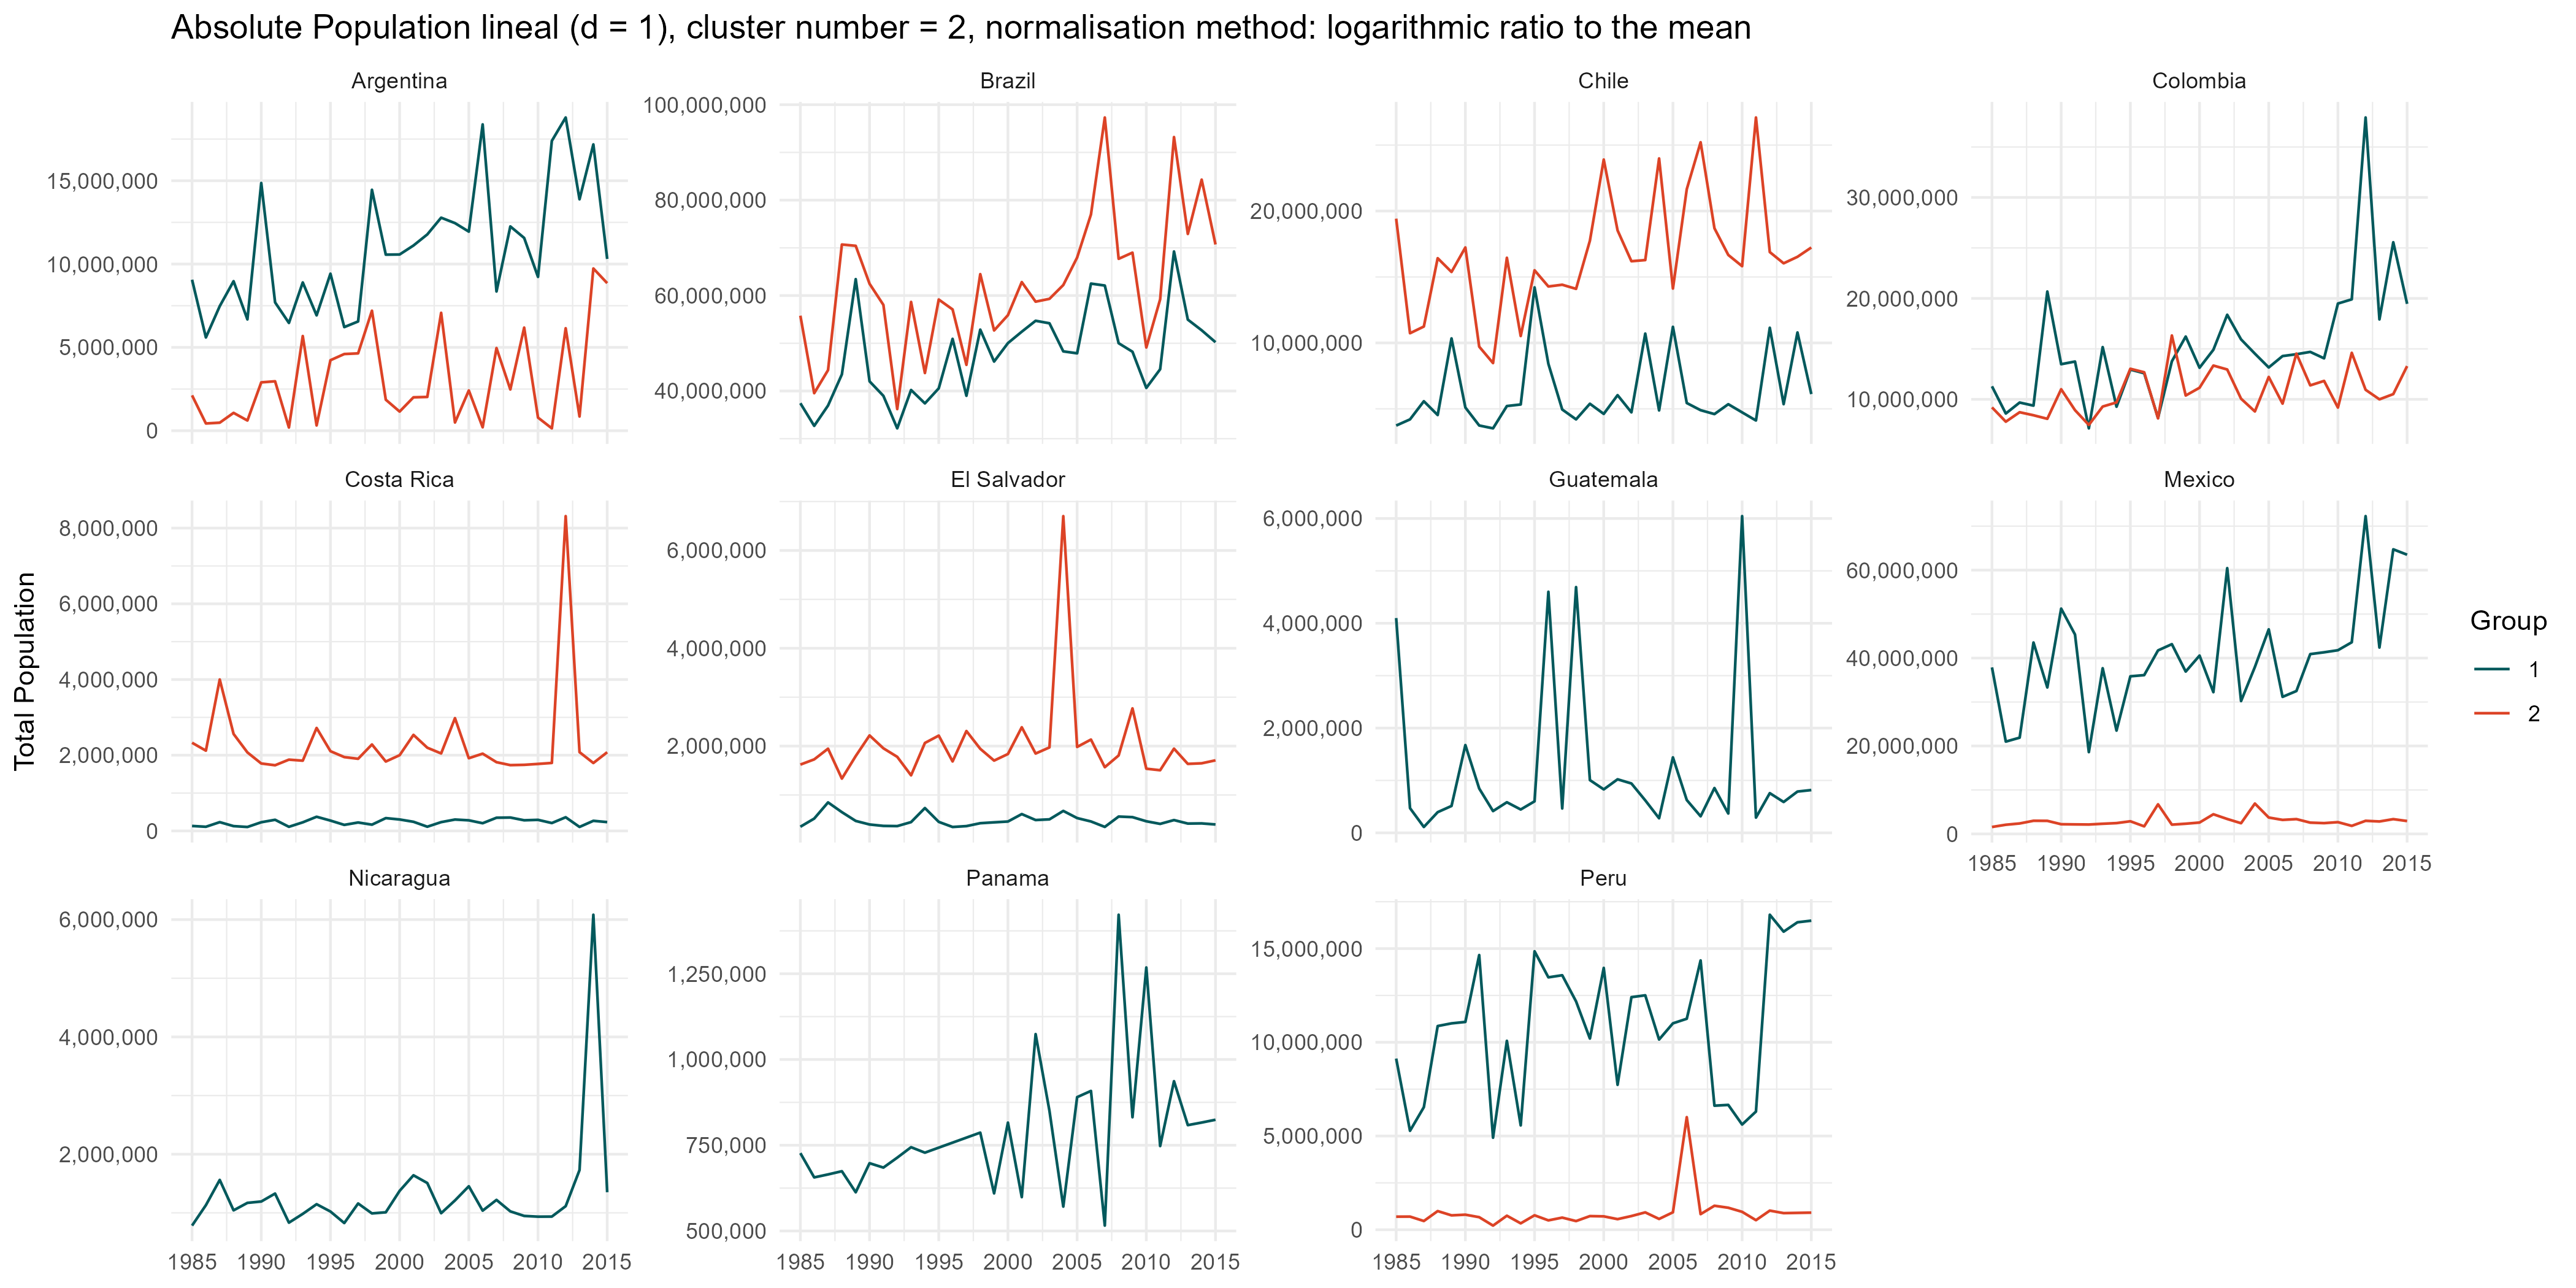 Absolute Population lineal (d = 1), cluster number = 2, normalisation method: logarithmic ratio to the mean
Argentina
Brazil
Chile
Colombia
15,000,000
10,000,000
5,000,000
0
100,000,000
80,000,000
60,000,000
40,000,000
20,000,000
10,000,000
30,000,000
20,000,000
10,000,000
Costa Rica
El Salvador
Guatemala
Mexico
8,000,000
6,000,000
4,000,000
2,000,000
0
6,000,000
4,000,000
2,000,000
6,000,000
4,000,000
2,000,000
0
60,000,000
40,000,000
20,000,000
0
1985 1990 1995 2000 2005 2010 2015
Nicaragua
Panama
Peru
6,000,000
4,000,000
2,000,000
1,250,000
1,000,000
750,000
500,000
15,000,000
10,000,000
5,000,000
0
1985 1990 1995 2000 2005 2010 2015
1985 1990 1995 2000 2005 2010 2015
1985 1990 1995 2000 2005 2010 2015
Total Population
Group
1
2